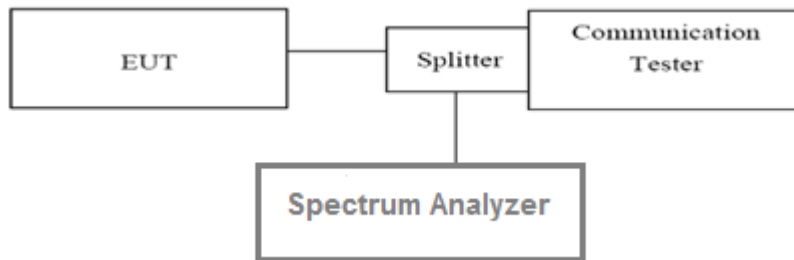 EUT
Splitter
Communication
Tester
Spectrum Analyzer